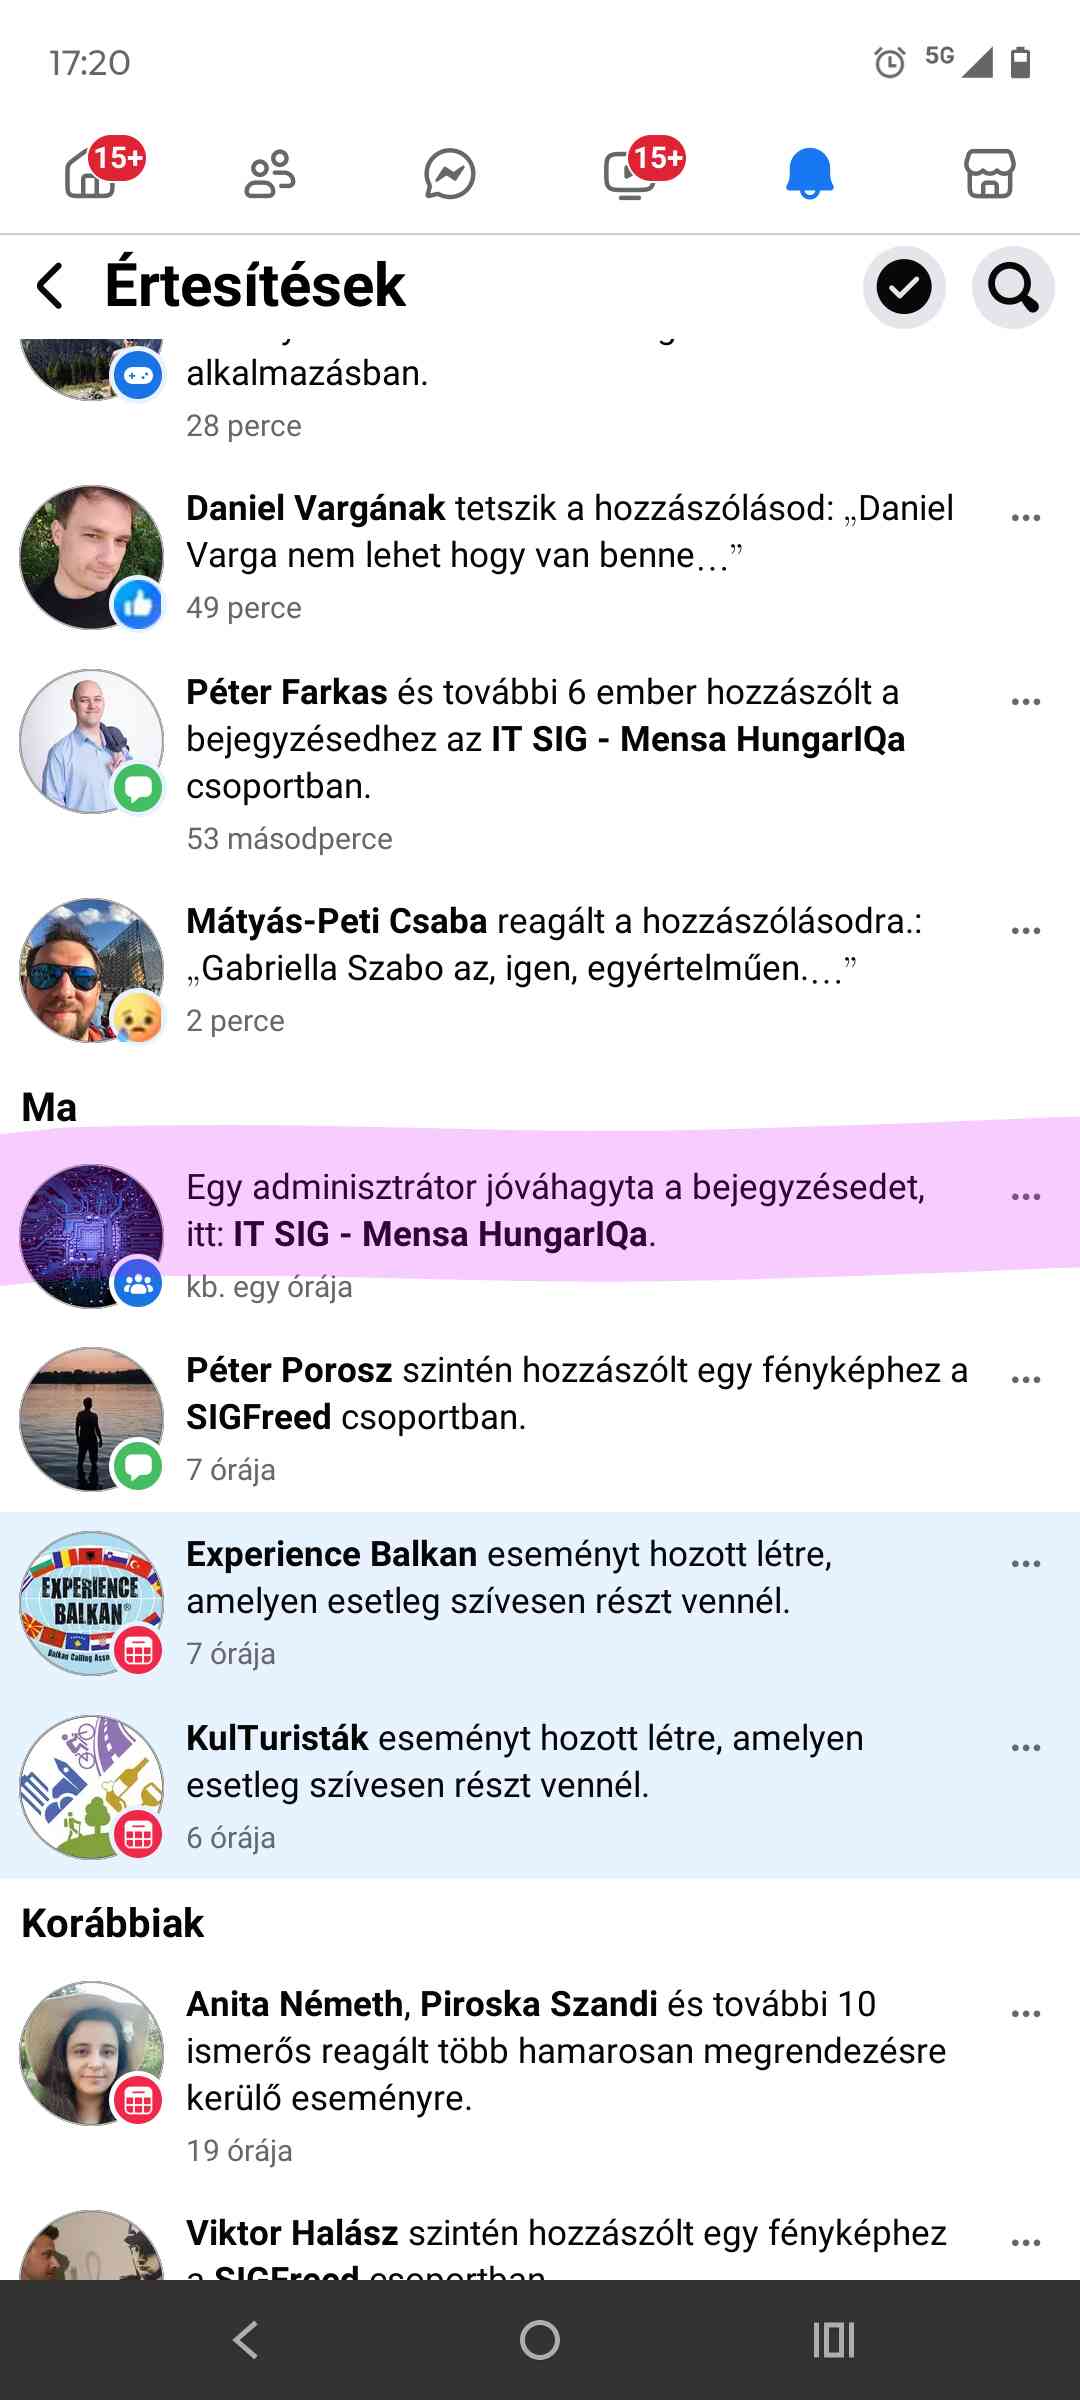 17:20
5G
15+
15+
Értesítések
alkalmazásban.
28 perce
Daniel Vargának tetszik a hozzászólásod: „Daniel
Varga nem lehet hogy van benne…”
49 perce
Péter Farkas és további 6 ember hozzászólt a
bejegyzésedhez az IT SIG - Mensa HungarIQa
csoportban.
53 másodperce
Mátyás-Peti Csaba reagált a hozzászólásodra.:
„Gabriella Szabo az, igen, egyértelműen.…”
2 perce
Ma
Egy adminisztrátor jóváhagyta a bejegyzésedet,
itt: IT SIG - Mensa HungarIQa.
kb. egy órája
Péter Porosz szintén hozzászólt egy fényképhez a
SIGFreed csoportban.
7 órája
EXPERIENCE
BALKAN®
Balkan Calling Asso
Experience Balkan eseményt hozott létre,
amelyen esetleg szívesen részt vennél.
7 órája
KulTuristák eseményt hozott létre, amelyen
esetleg szívesen részt vennél.
6 órája
Korábbiak
Anita Németh, Piroska Szandi és további 10
ismerős reagált több hamarosan megrendezésre
kerülő eseményre.
19 órája
Viktor Halász szintén hozzászólt egy fényképhez
a SIGFreed csoportban